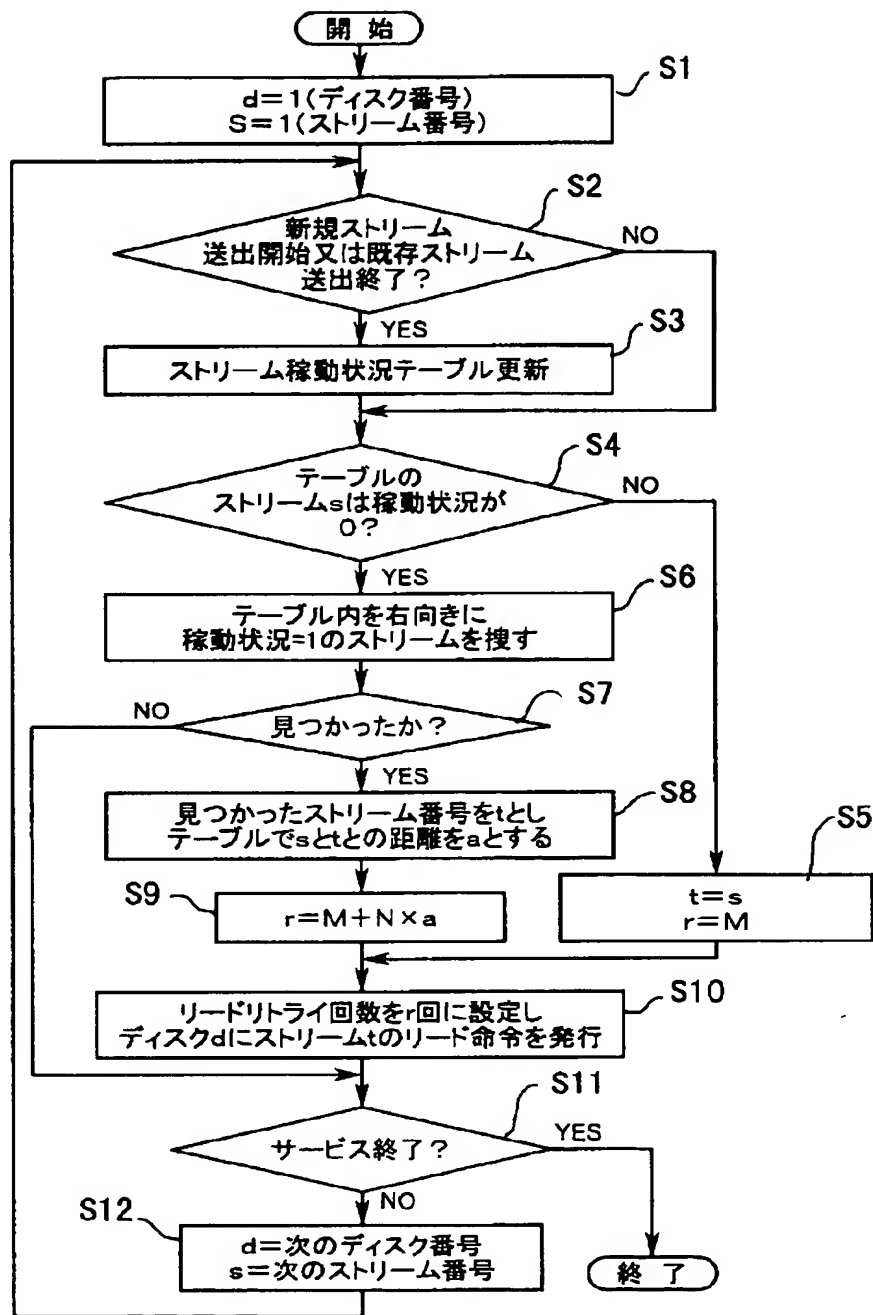 開 始
S1
d=1(ディスク番号)
S=1(ストリーム番号)
S2
新規ストリーム
送出開始又は既存ストリーム
送出終了?
NO
YES
S3
ストリーム稼動状況テーブル更新
S4
テーブルの
ストリームsは稼動状況が
0?
NO
YES
S6
テーブル内を右向きに
稼動状況=1のストリームを捜す
S7
NO
見つかったか?
YES
S8
見つかったストリーム番号をtとし
テーブルでsとtとの距離をaとする
S5
t=s
r=M
S9
r=M+N×a
S10
リードリトライ回数をr回に設定し
ディスクdにストリームtのリード命令を発行
S11
サービス終了?
YES
NO
S12
d=次のディスク番号
s=次のストリーム番号
終 了